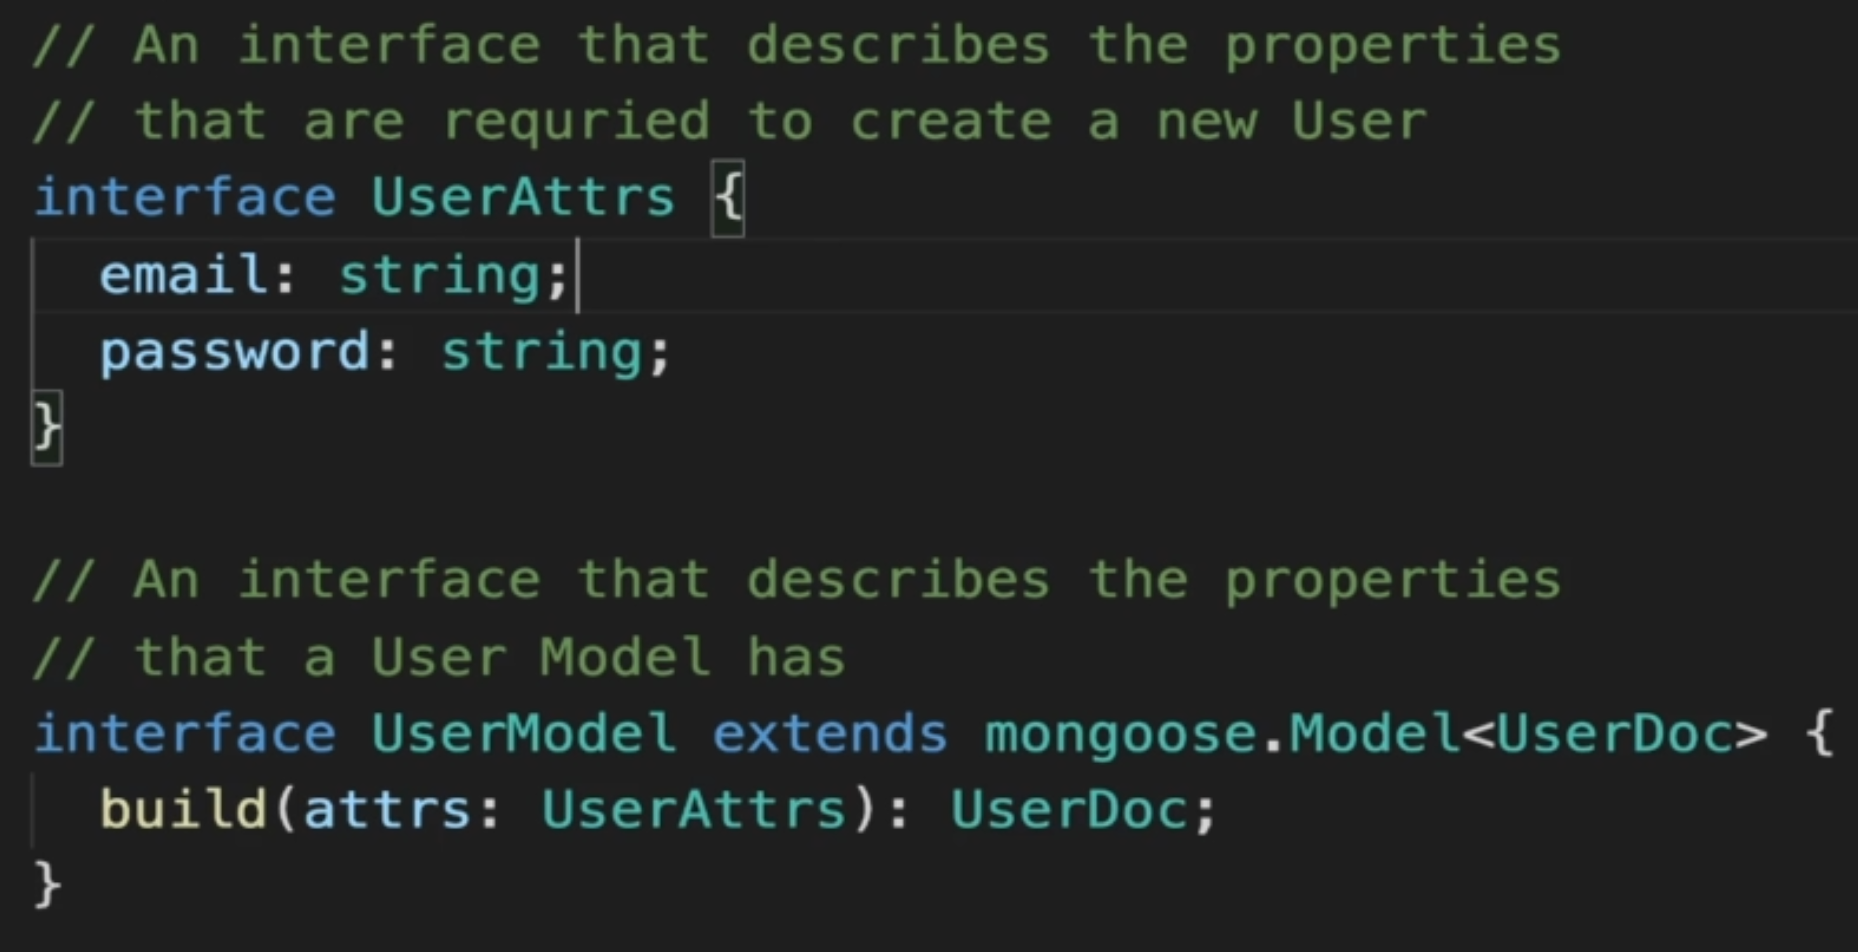 // An interface that describes the properties
// that are requried to create a new User
interface UserAttrs {
  email: string;
  password: string;
}

// An interface that describes the properties
// that a User Model has
interface UserModel extends mongoose.Model<UserDoc> {
  build(attrs: UserAttrs): UserDoc;
}